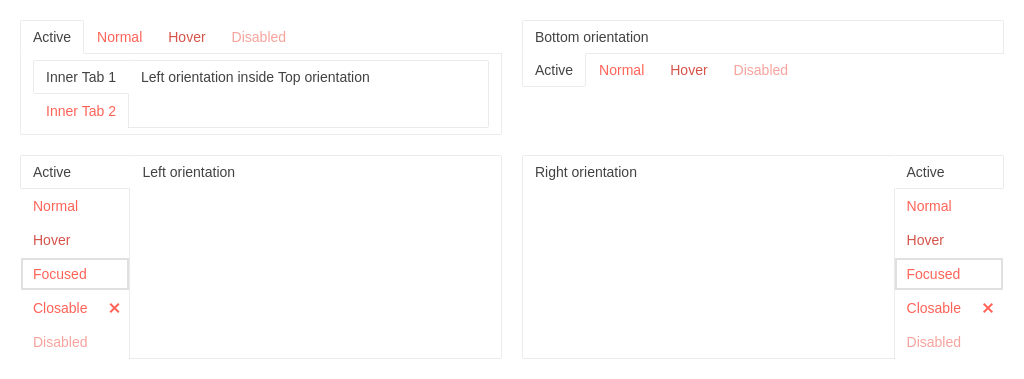 Active Normal Hover Disabled
Inner Tab 1 Left orientation inside Top orientation
Inner Tab 2
Bottom orientation
Active Normal Hover Disabled
Active Left orientation
Normal
Hover
Focused
Closable ✕
Disabled
Right orientation Active
Normal
Hover
Focused
Closable ✕
Disabled